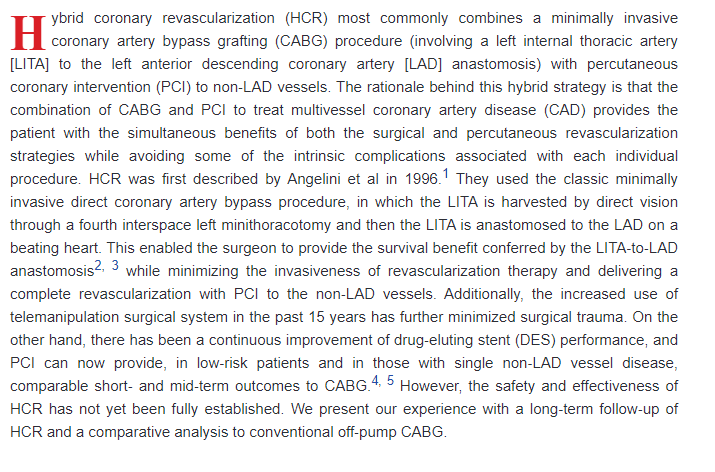 Hybrid coronary revascularization (HCR) most commonly combines a minimally invasive
coronary artery bypass grafting (CABG) procedure (involving a left internal thoracic artery
[LITA] to the left anterior descending coronary artery [LAD] anastomosis) with percutaneous
coronary intervention (PCI) to non-LAD vessels. The rationale behind this hybrid strategy is that the
combination of CABG and PCI to treat multivessel coronary artery disease (CAD) provides the
patient with the simultaneous benefits of both the surgical and percutaneous revascularization
strategies while avoiding some of the intrinsic complications associated with each individual
procedure. HCR was first described by Angelini et al in 1996.1 They used the classic minimally
invasive direct coronary artery bypass procedure, in which the LITA is harvested by direct vision
through a fourth interspace left minithoracotomy and then the LITA is anastomosed to the LAD on a
beating heart. This enabled the surgeon to provide the survival benefit conferred by the LITA-to-LAD
anastomosis2, 3 while minimizing the invasiveness of revascularization therapy and delivering a
complete revascularization with PCI to the non-LAD vessels. Additionally, the increased use of
telemanipulation surgical system in the past 15 years has further minimized surgical trauma. On the
other hand, there has been a continuous improvement of drug-eluting stent (DES) performance, and
PCI can now provide, in low-risk patients and in those with single non-LAD vessel disease,
comparable short- and mid-term outcomes to CABG.4, 5 However, the safety and effectiveness of
HCR has not yet been fully established. We present our experience with a long-term follow-up of
HCR and a comparative analysis to conventional off-pump CABG.